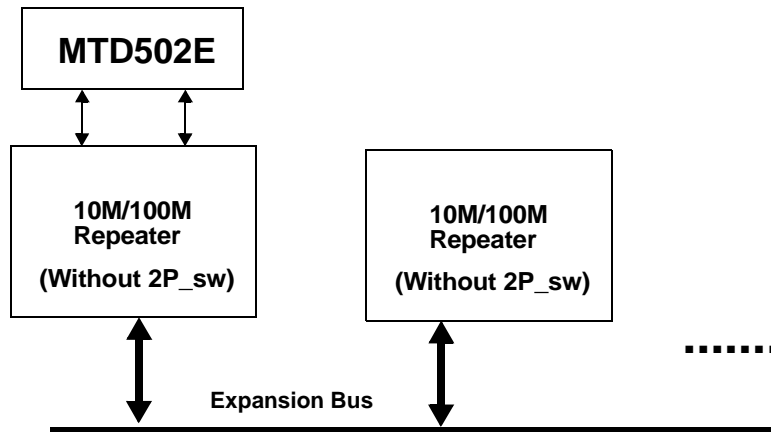 MTD502E
10M/100M
Repeater
(Without 2P_sw)
10M/100M
Repeater
(Without 2P_sw)
Expansion Bus